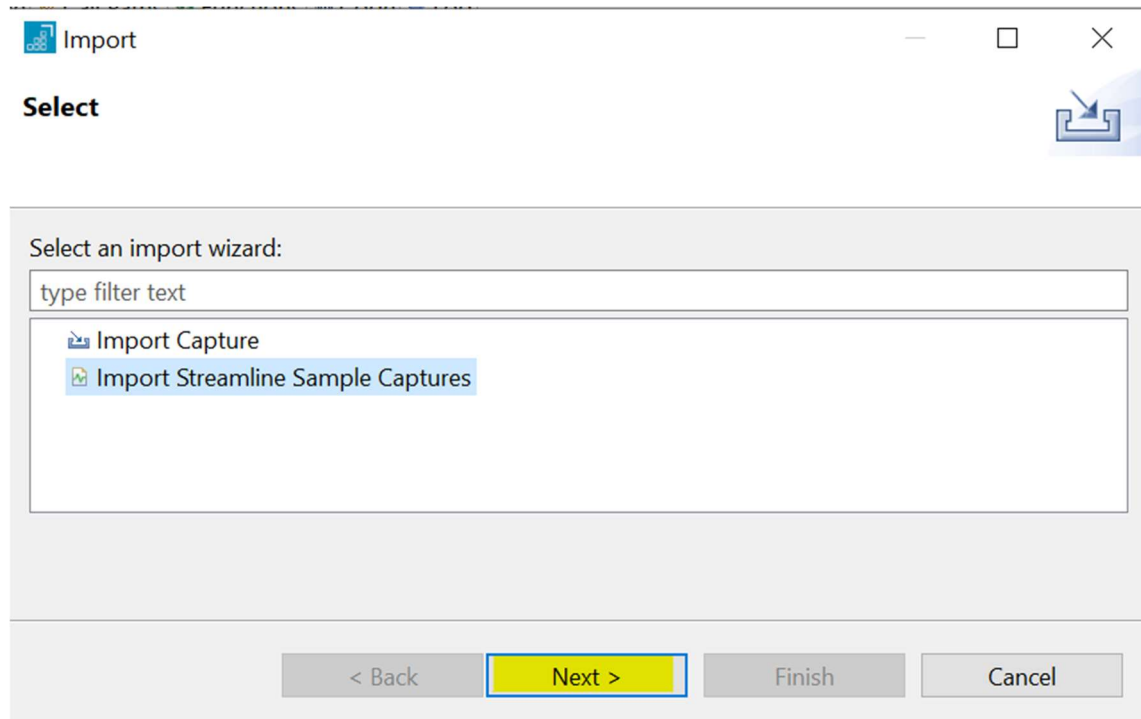 Import
Select
Select an import wizard:
type filter text
Import Capture
Import Streamline Sample Captures
< Back Next > Finish Cancel